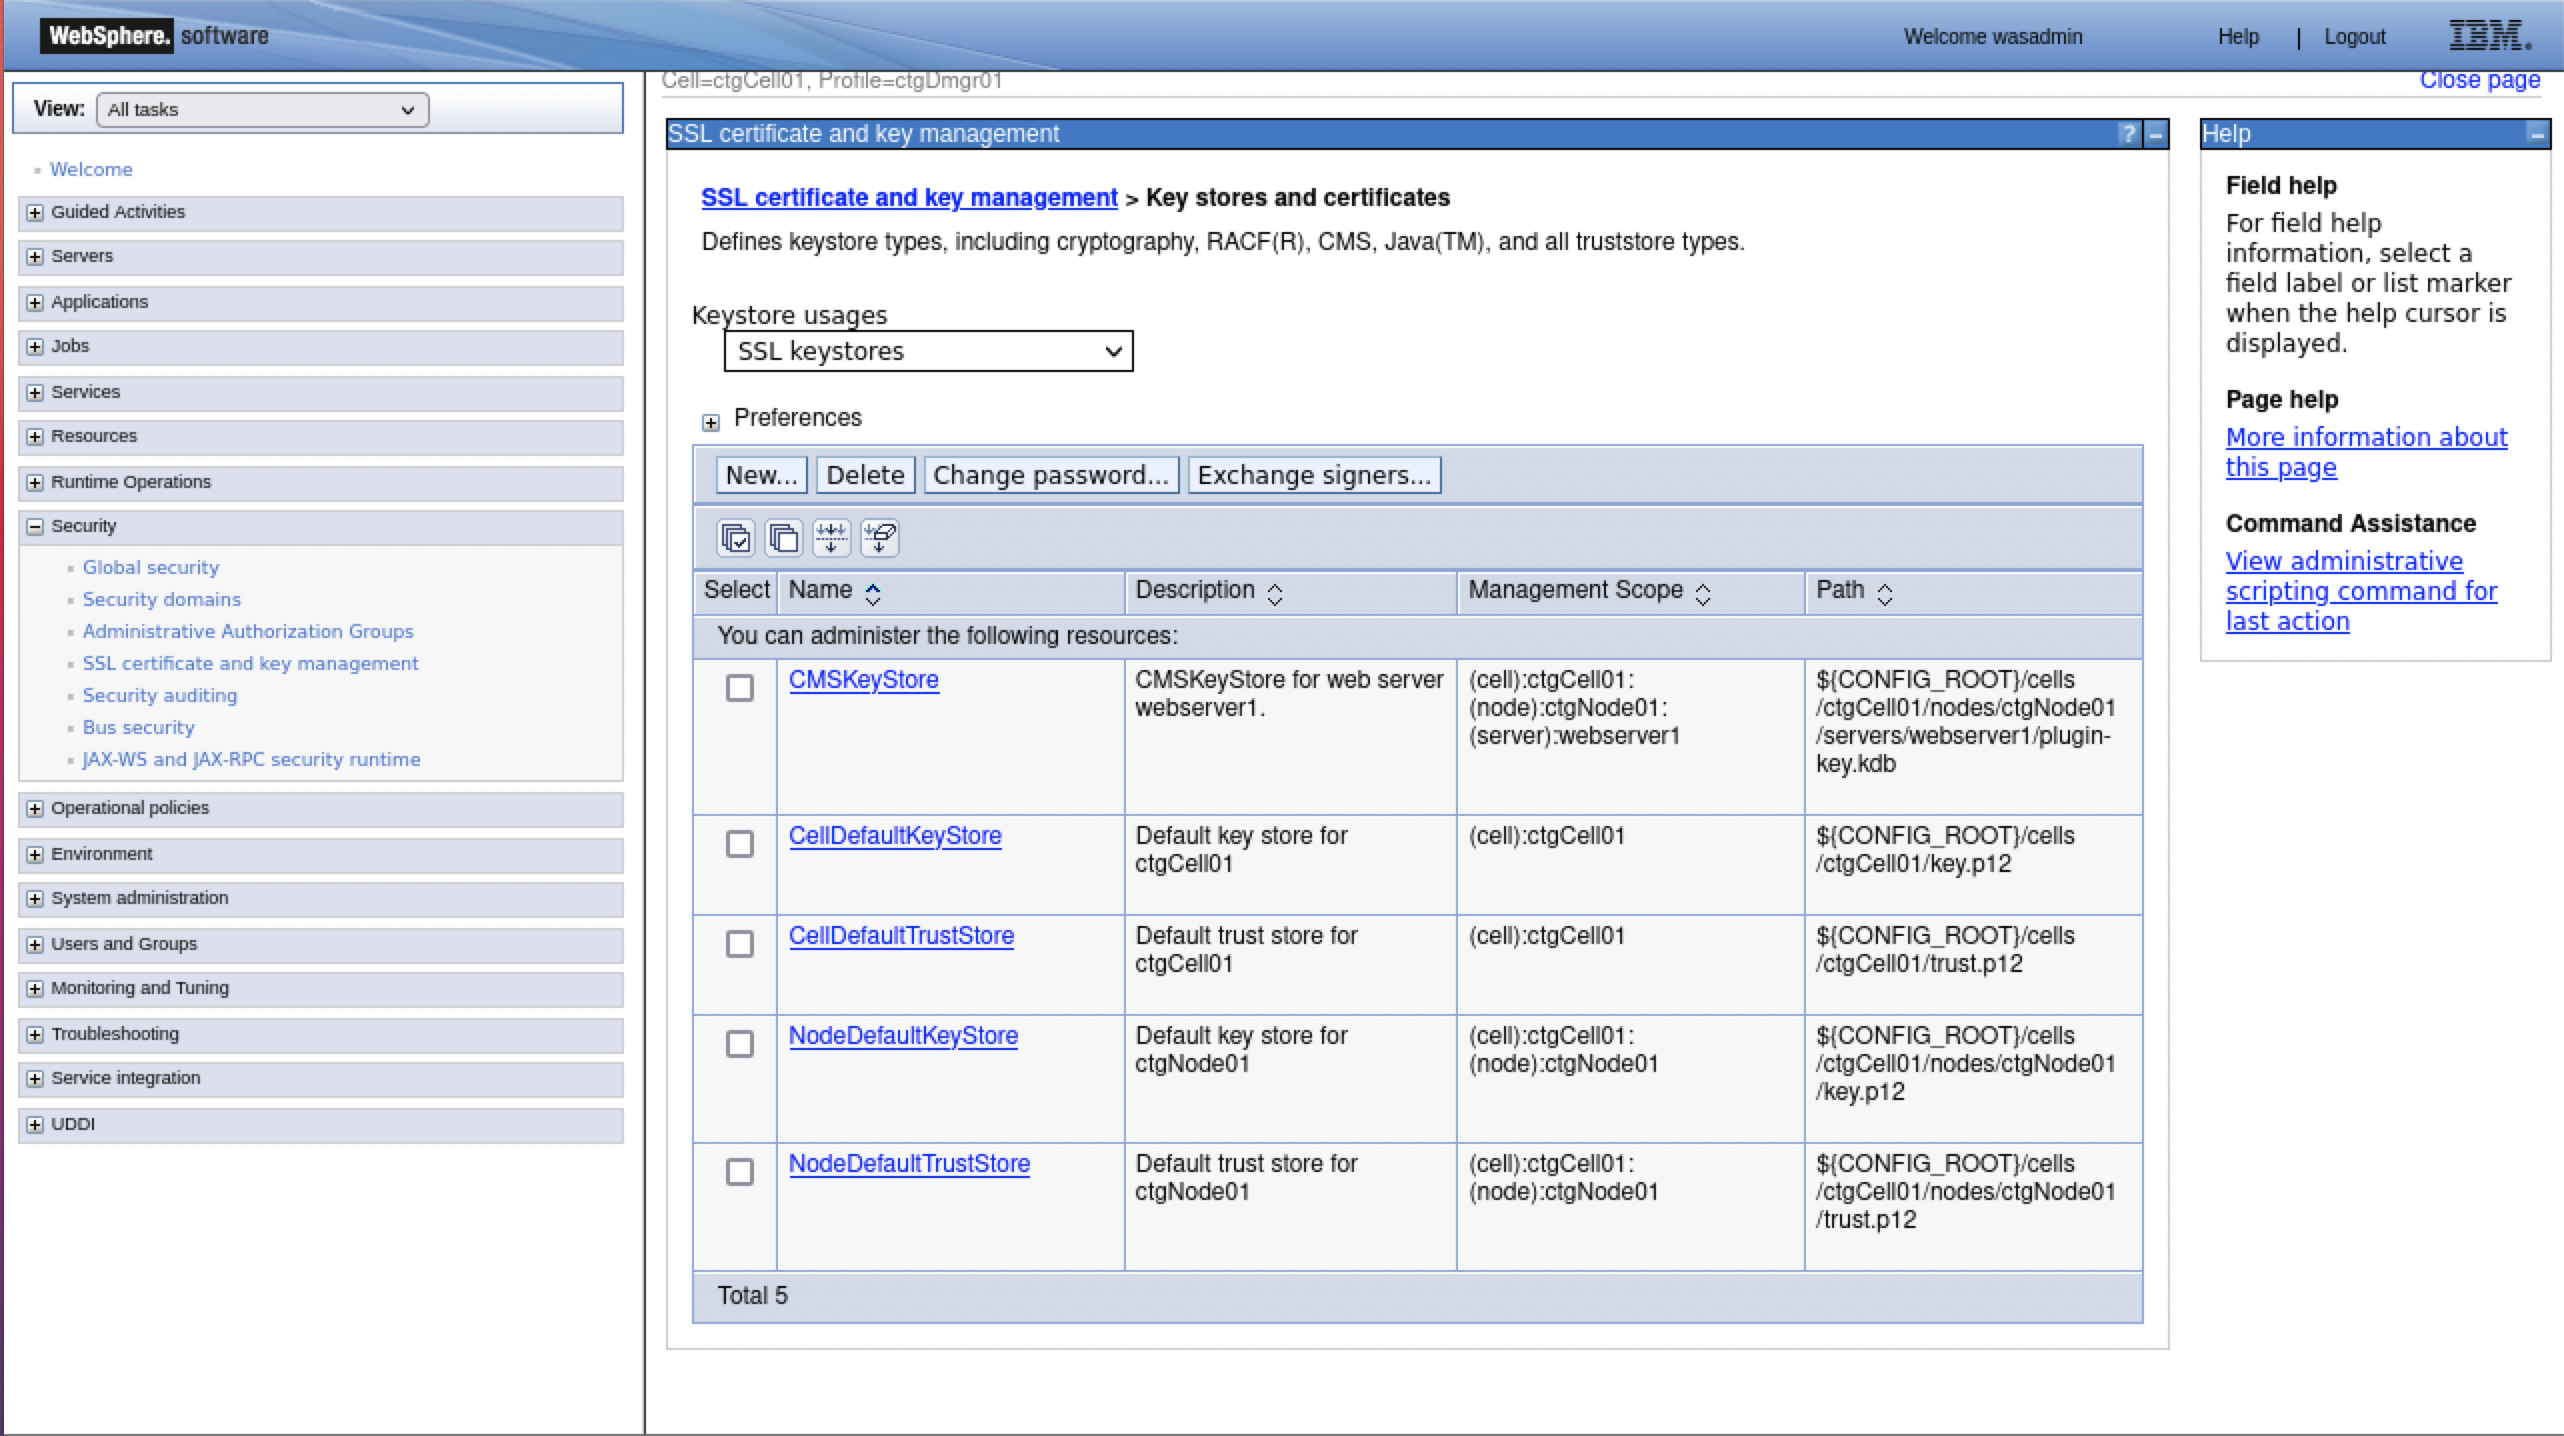 WebSphere. software
Welcome wasadmin
Help | Logout
IBM.
View: All tasks
Welcome
Guided Activities
Servers
Applications
Jobs
Services
Resources
Runtime Operations
Security
Global security
Security domains
Administrative Authorization Groups
SSL certificate and key management
Security auditing
Bus security
JAX-WS and JAX-RPC security runtime
Operational policies
Environment
System administration
Users and Groups
Monitoring and Tuning
Troubleshooting
Service integration
UDDI
Cell=ctgCell01, Profile=ctgDmgr01
Close page
SSL certificate and key management
?
SSL certificate and key management > Key stores and certificates
Defines keystore types, including cryptography, RACF(R), CMS, Java(TM), and all truststore types.
Keystore usages
SSL keystores
Preferences
New... Delete Change password... Exchange signers...
Select Name Description Management Scope Path
You can administer the following resources:
CMSKeyStore
CMSKeyStore for web server
webserver1.
(cell):ctgCell01:
(node):ctgNode01:
(server):webserver1
${CONFIG_ROOT}/cells
/ctgCell01/nodes/ctgNode01
/servers/webserver1/plugin-
key.kdb
CellDefaultKeyStore
Default key store for
ctgCell01
(cell):ctgCell01
${CONFIG_ROOT}/cells
/ctgCell01/key.p12
CellDefaultTrustStore
Default trust store for
ctgCell01
(cell):ctgCell01
${CONFIG_ROOT}/cells
/ctgCell01/trust.p12
NodeDefaultKeyStore
Default key store for
ctgNode01
(cell):ctgCell01:
(node):ctgNode01
${CONFIG_ROOT}/cells
/ctgCell01/nodes/ctgNode01
/key.p12
NodeDefaultTrustStore
Default trust store for
ctgNode01
(cell):ctgCell01:
(node):ctgNode01
${CONFIG_ROOT}/cells
/ctgCell01/nodes/ctgNode01
/trust.p12
Total 5
Help
Field help
For field help
information, select a
field label or list marker
when the help cursor is
displayed.
Page help
More information about
this page
Command Assistance
View administrative
scripting command for
last action